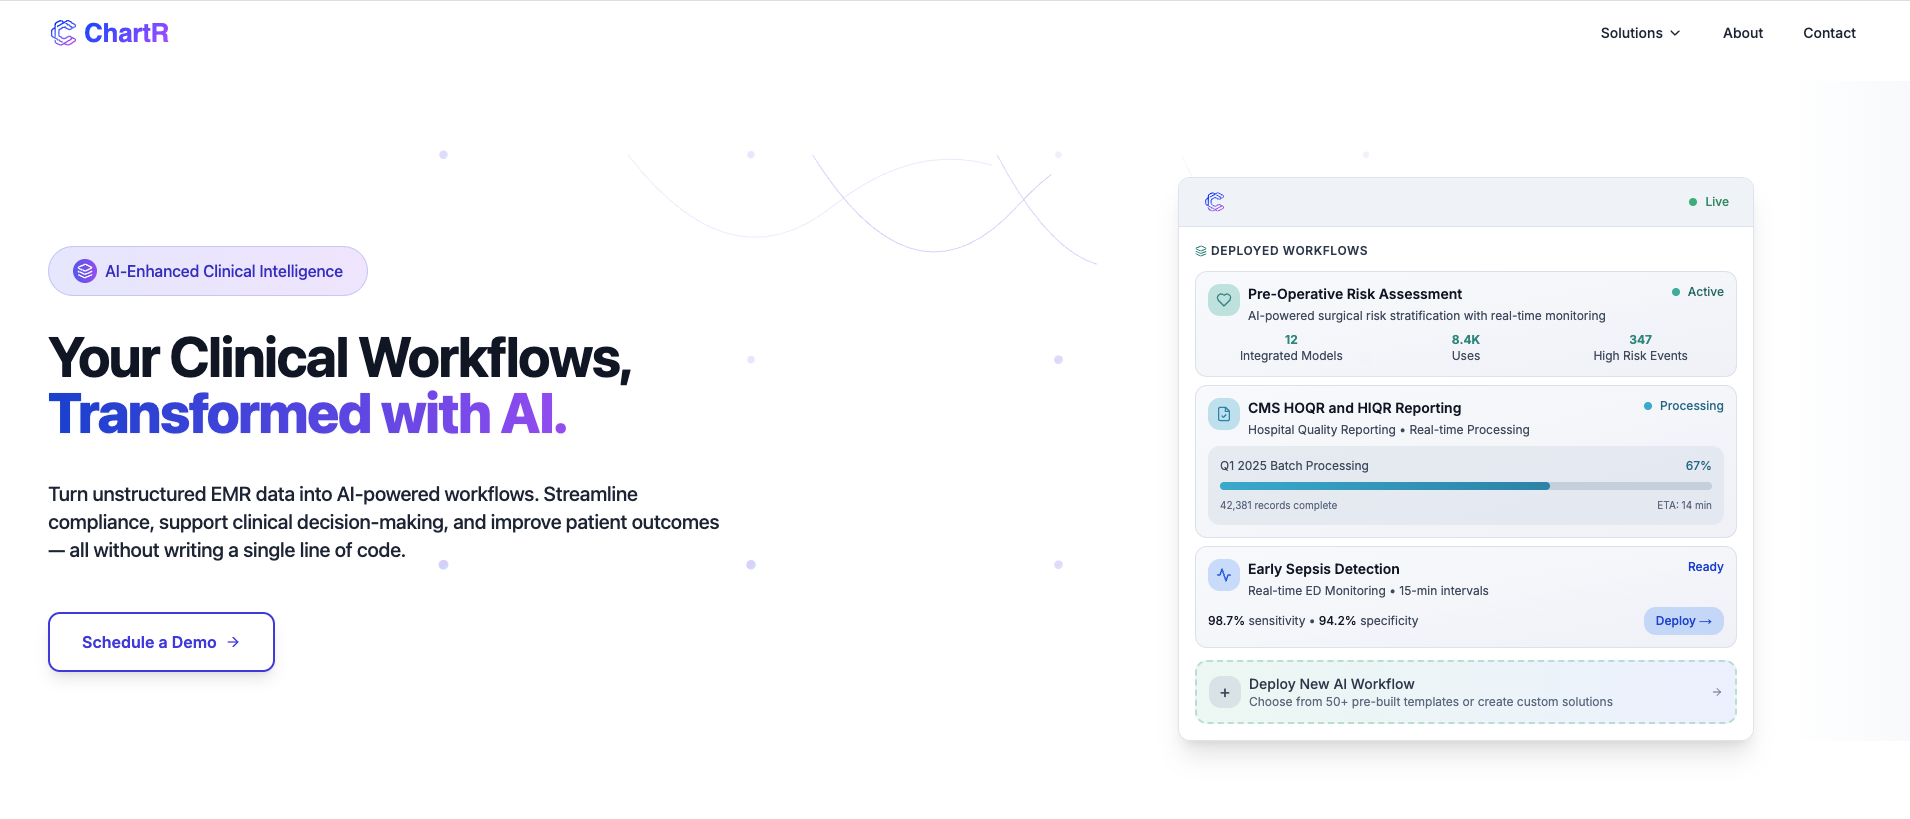 ChartR
Solutions
About
Contact
AI-Enhanced Clinical Intelligence
Your Clinical Workflows,
Transformed with AI.
Turn unstructured EMR data into AI-powered workflows. Streamline
compliance, support clinical decision-making, and improve patient outcomes
— all without writing a single line of code.
Schedule a Demo →
Live
DEPLOYED WORKFLOWS
Pre-Operative Risk Assessment
Active
AI-powered surgical risk stratification with real-time monitoring
12
Integrated Models
8.4K
Uses
347
High Risk Events
CMS HOQR and HIQR Reporting
Processing
Hospital Quality Reporting • Real-time Processing
Q1 2025 Batch Processing
67%
42,381 records complete
ETA: 14 min
Early Sepsis Detection
Ready
Real-time ED Monitoring • 15-min intervals
98.7% sensitivity • 94.2% specificity
Deploy →
+
Deploy New AI Workflow
Choose from 50+ pre-built templates or create custom solutions
→